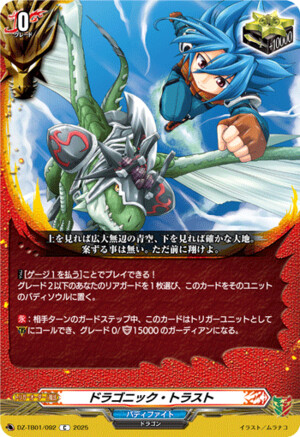 0
グレード
+10000
上を見れば広大無辺の青空、下を見れば確かな大地。
案ずる事は無い。ただ前に翔けよ。
[ゲージ1を払う]ことでプレイできる!
グレード2以下のあなたのリアガードを1枚選び、このカードをそのユニット
のバディソウルに置く。
永:相手ターンのガードステップ中、このカードはトリガーユニットとして
にコールでき、グレード0/ 15000のガーディアンになる。
ドラゴニック・トラスト
バディファイト
ドラゴン
DZ-TB01/092 C 2025
イラスト/ムラナコ